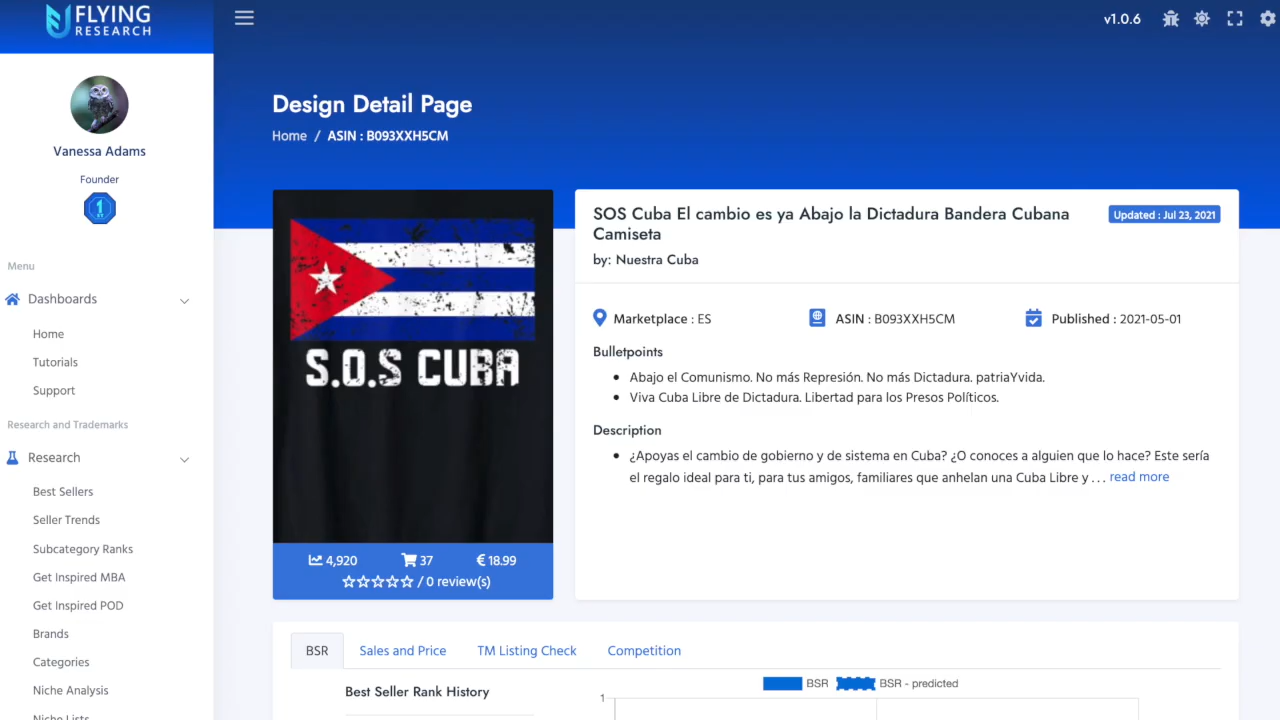 FLYING
RESEARCH
v1.0.6
Vanessa Adams
Founder
1
ST
Menu
Dashboards
Home
Tutorials
Support
Research and Trademarks
Research
Best Sellers
Seller Trends
Subcategory Ranks
Get Inspired MBA
Get Inspired POD
Brands
Categories
Niche Analysis
Niche Lists
Design Detail Page
Home / ASIN : B093XXH5CM
S.O.S CUBA
4,920 37 € 18.99
/ 0 review(s)
SOS Cuba El cambio es ya Abajo la Dictadura Bandera Cubana
Camiseta
Updated : Jul 23, 2021
by: Nuestra Cuba
Marketplace : ES ASIN : B093XXH5CM Published : 2021-05-01
Bulletpoints
• Abajo el Comunismo. No más Represión. No más Dictadura. patriaYvida.
• Viva Cuba Libre de Dictadura. Libertad para los Presos Políticos.
Description
• ¿Apoyas el cambio de gobierno y de sistema en Cuba? ¿O conoces a alguien que lo hace? Este sería
el regalo ideal para ti, para tus amigos, familiares que anhelan una Cuba Libre y . . . read more
BSR Sales and Price TM Listing Check Competition
Best Seller Rank History
BSR BSR - predicted
1